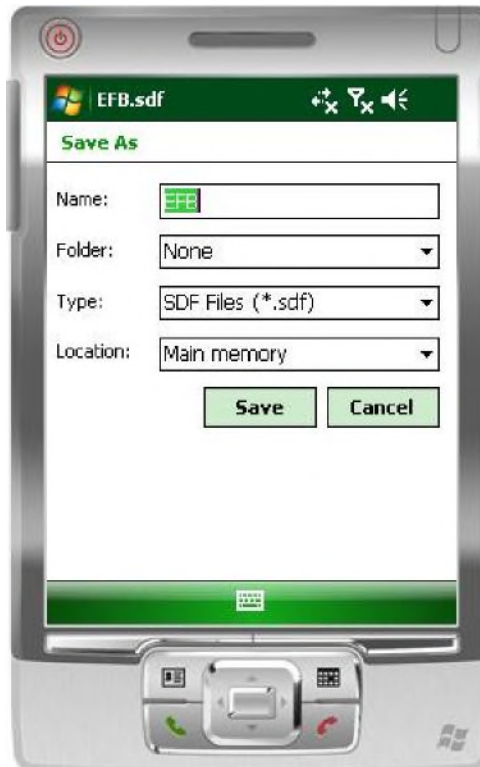 EFB.sdf
Save As
Name: EFB
Folder: None
Type: SDF Files (*.sdf)
Location: Main memory
Save Cancel